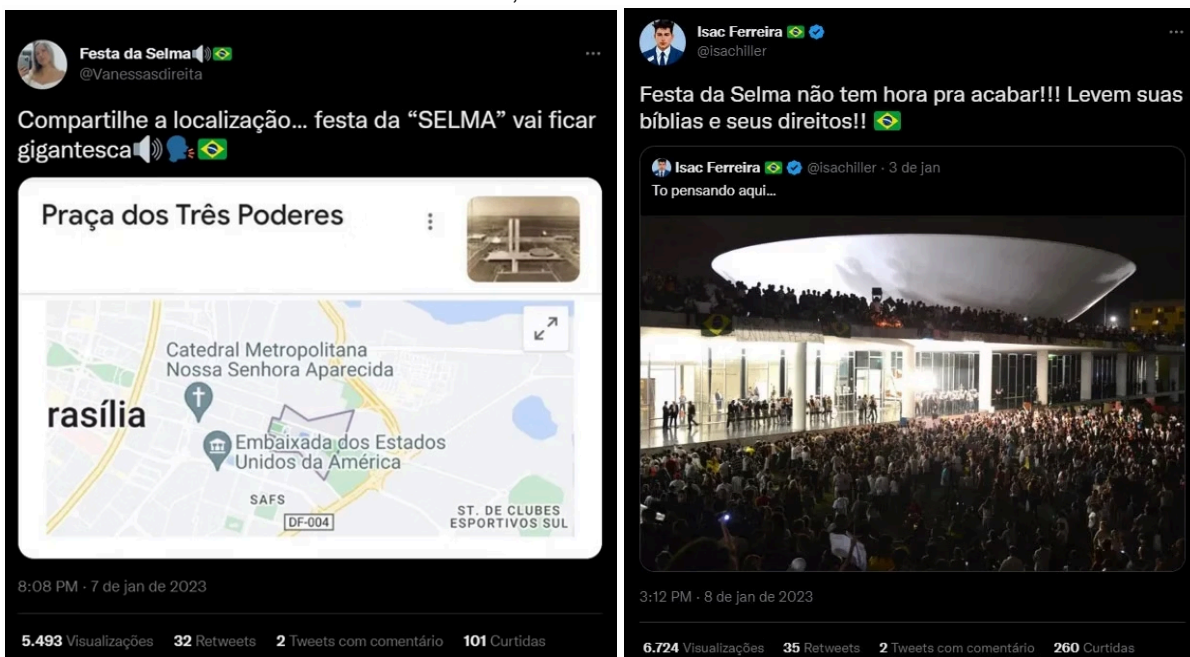 Festa da Selma🔊🇧🇷
@Vanessasdireita
Compartilhe a localização... festa da “SELMA” vai ficar
gigantesca🔊🗣️🇧🇷
Praça dos Três Poderes
Catedral Metropolitana
Nossa Senhora Aparecida
rasília
Embaixada dos Estados
Unidos da América
SAFS
DF-004
ST. DE CLUBES
ESPORTIVOS SUL
8:08 PM · 7 de jan de 2023
5.493 Visualizações 32 Retweets 2 Tweets com comentário 101 Curtidas
Isac Ferreira 🇧🇷
@isachiller
Festa da Selma não tem hora pra acabar!!! Levem suas
bíblias e seus direitos!! 🇧🇷
Isac Ferreira 🇧🇷 @isachiller · 3 de jan
To pensando aqui...
3:12 PM · 8 de jan de 2023
6.724 Visualizações 35 Retweets 2 Tweets com comentário 260 Curtidas